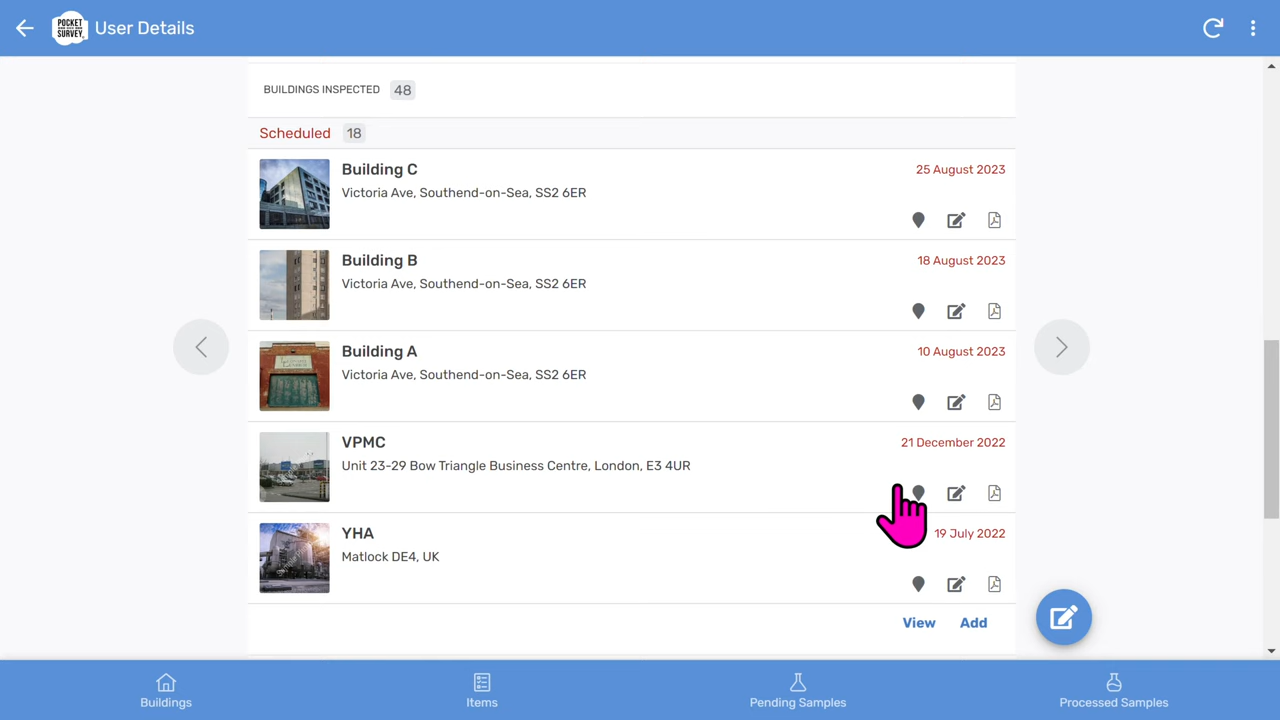 POCKET
SURVEY
User Details
BUILDINGS INSPECTED 48
Scheduled 18
Building C
25 August 2023
Victoria Ave, Southend-on-Sea, SS2 6ER
Building B
18 August 2023
Victoria Ave, Southend-on-Sea, SS2 6ER
Building A
10 August 2023
Victoria Ave, Southend-on-Sea, SS2 6ER
VPMC
21 December 2022
Unit 23-29 Bow Triangle Business Centre, London, E3 4UR
YHA
19 July 2022
Matlock DE4, UK
View Add
Buildings Items Pending Samples Processed Samples